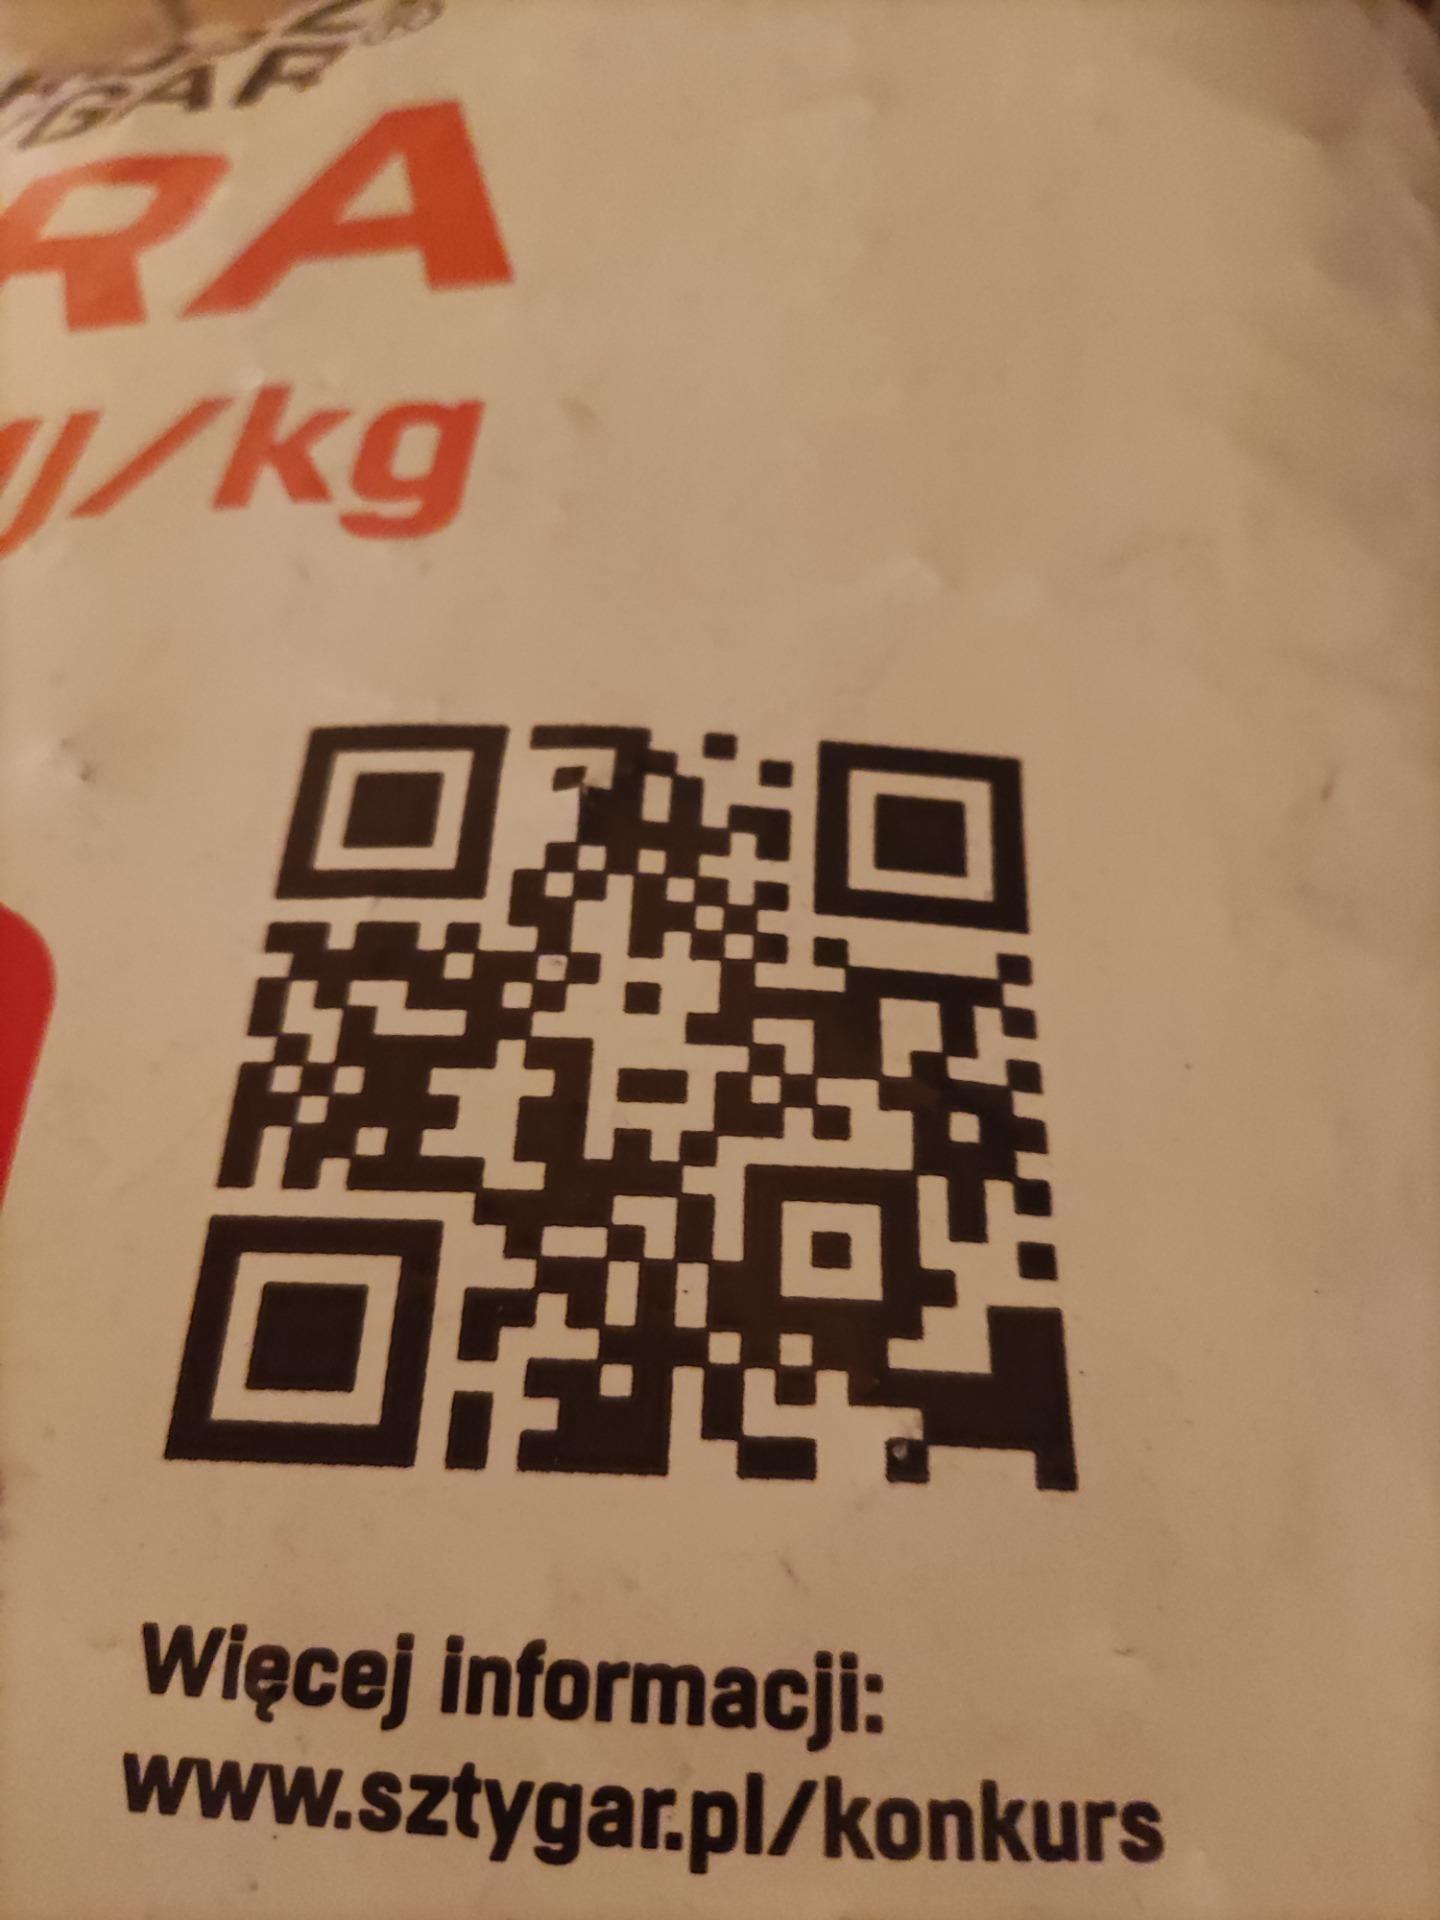 RA
/kg
Więcej informacji:
www.sztygar.pl/konkurs